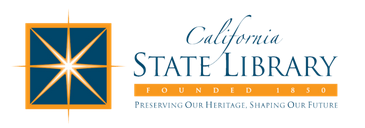 California
STATE LIBRARY
FOUNDED 1850
PRESERVING OUR HERITAGE, SHAPING OUR FUTURE